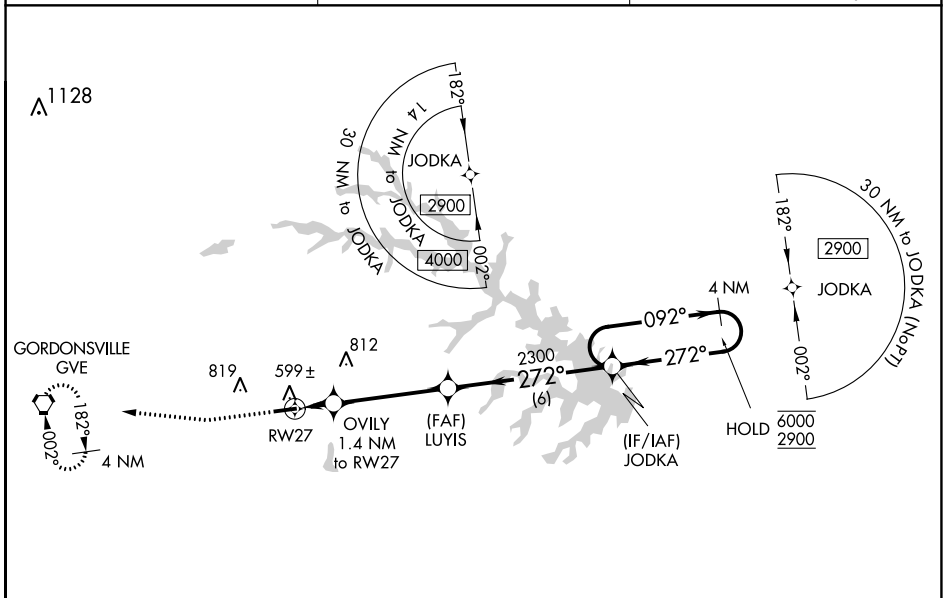 1128
182°
14 NM to JODKA
30 NM to JODKA
JODKA
2900
4000
002°
30 NM to JODKA (NoPT)
182°
2900
JODKA
002°
4 NM
092°
272°
HOLD 6000
2900
2300
272°
(6)
(IF/IAF)
JODKA
(FAF)
LUYIS
812
819
599 ±
RW27
OVILY
1.4 NM
to RW27
GORDONSVILLE
GVE
182°
002°
4 NM